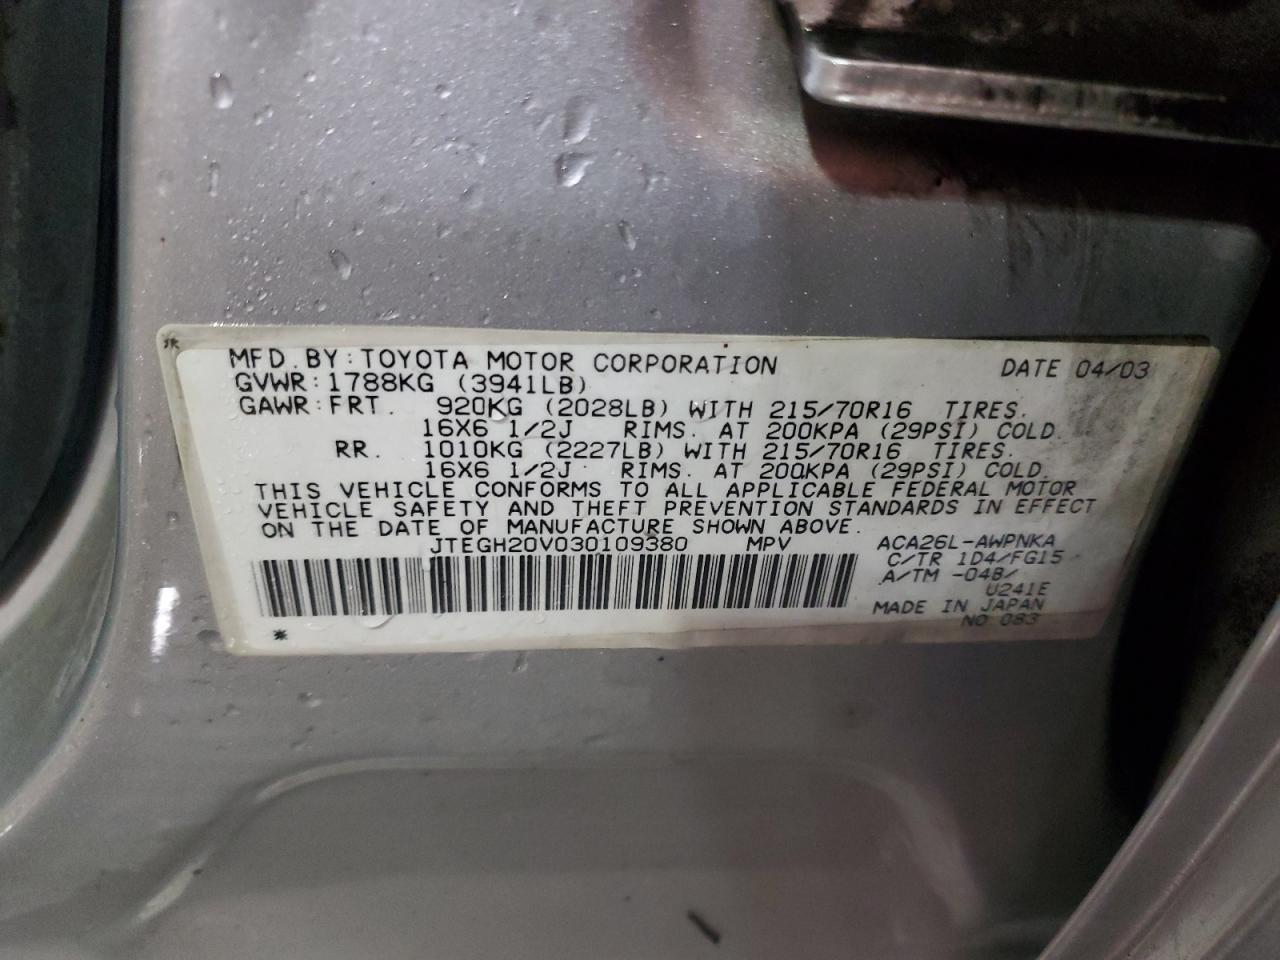 MFD. BY: TOYOTA MOTOR CORPORATION DATE 04/03
GVWR: 1788KG (3941LB)
GAWR: FRT. 920KG (2028LB) WITH 215/70R16 TIRES.
16X6 1/2J RIMS. AT 200KPA (29PSI) COLD.
RR. 1010KG (2227LB) WITH 215/70R16 TIRES.
16X6 1/2J RIMS. AT 200KPA (29PSI) COLD.
THIS VEHICLE CONFORMS TO ALL APPLICABLE FEDERAL MOTOR
VEHICLE SAFETY AND THEFT PREVENTION STANDARDS IN EFFECT
ON THE DATE OF MANUFACTURE SHOWN ABOVE.
JTEGH20V030109380 MPV ACA26L-AWPNKA
C/TR 1D4/FG15
A/TM -04B/
U241E
MADE IN JAPAN
* NO 083